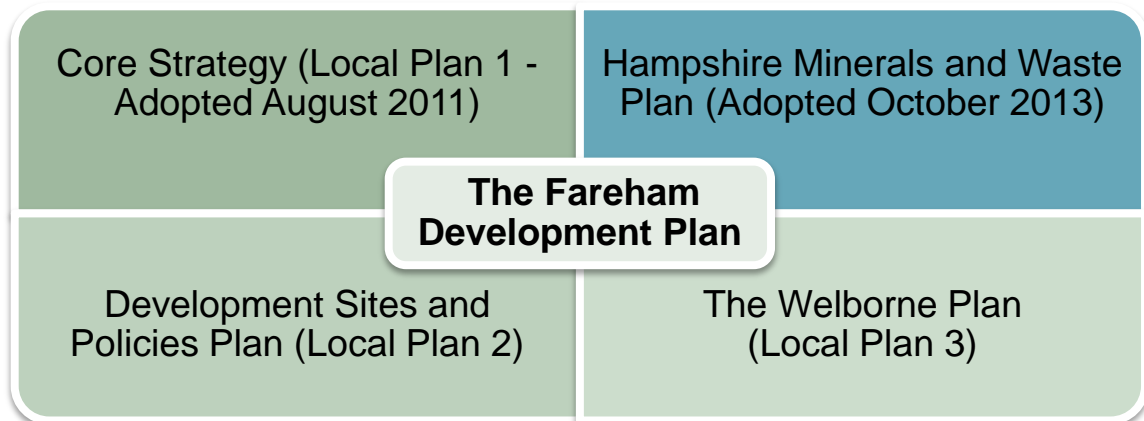 Core Strategy (Local Plan 1 -
Adopted August 2011)
Hampshire Minerals and Waste
Plan (Adopted October 2013)
The Fareham
Development Plan
Development Sites and
Policies Plan (Local Plan 2)
The Welborne Plan
(Local Plan 3)